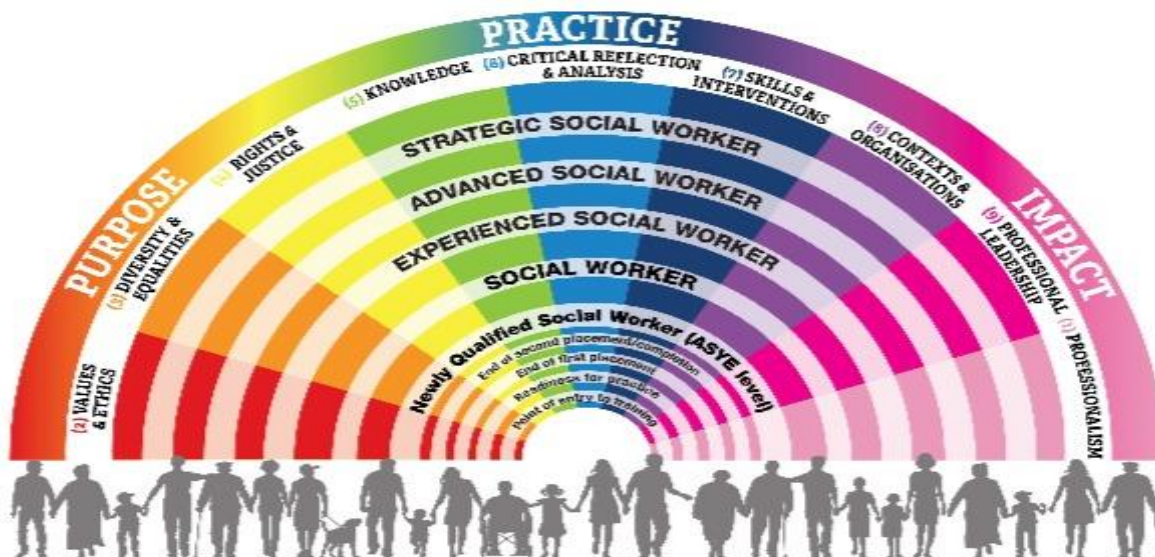 PURPOSE
PRACTICE
IMPACT
(2) VALUES
& ETHICS
(3) DIVERSITY &
EQUALITIES
(4) RIGHTS &
JUSTICE
(5) KNOWLEDGE
(6) CRITICAL REFLECTION
& ANALYSIS
(7) SKILLS &
INTERVENTIONS
(8) CONTEXTS &
ORGANISATIONS
(9) PROFESSIONAL
LEADERSHIP
(1) PROFESSIONALISM
STRATEGIC SOCIAL WORKER
ADVANCED SOCIAL WORKER
EXPERIENCED SOCIAL WORKER
SOCIAL WORKER
Newly Qualified Social Worker (ASYE level)
End of second placement/completion
End of first placement
Readiness for practice
Point of entry to training